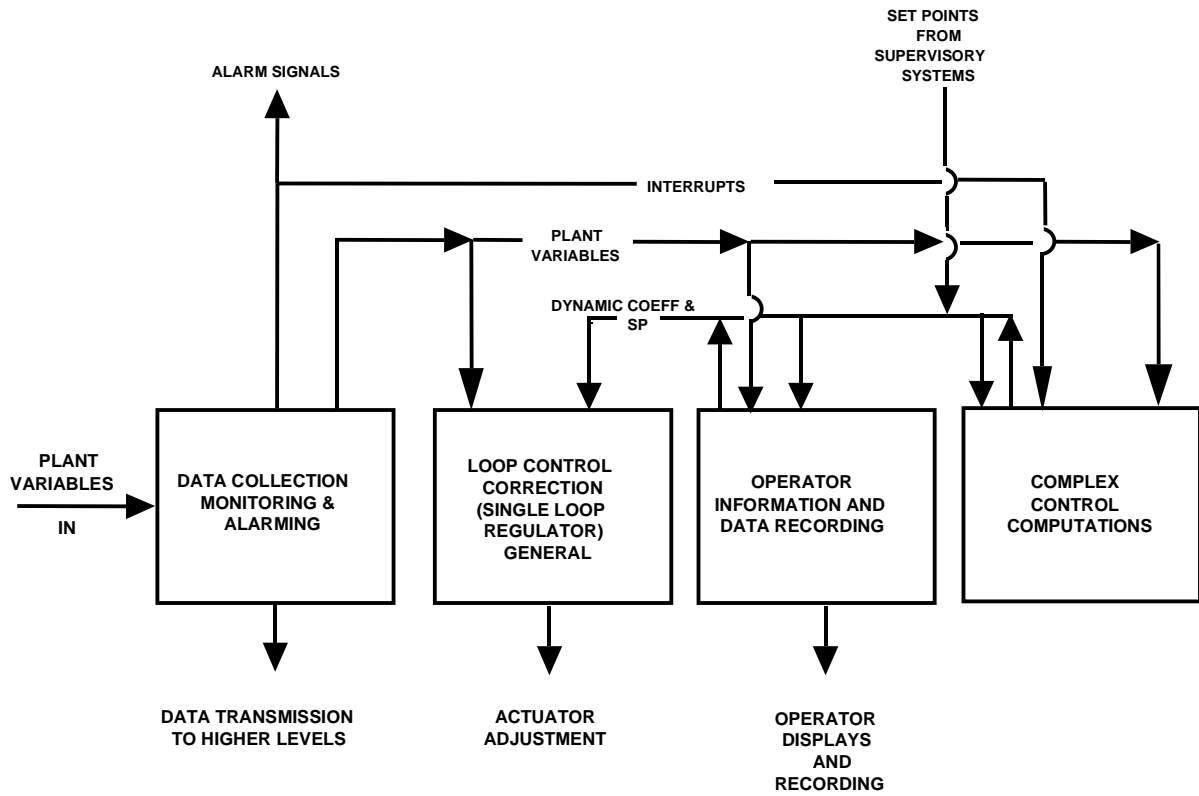 SET POINTS
FROM
SUPERVISORY
SYSTEMS
ALARM SIGNALS
INTERRUPTS
PLANT
VARIABLES
DYNAMIC COEFF &
SP
PLANT
VARIABLES
IN
DATA COLLECTION
MONITORING &
ALARMING
LOOP CONTROL
CORRECTION
(SINGLE LOOP
REGULATOR)
GENERAL
OPERATOR
INFORMATION AND
DATA RECORDING
COMPLEX
CONTROL
COMPUTATIONS
DATA TRANSMISSION
TO HIGHER LEVELS
ACTUATOR
ADJUSTMENT
OPERATOR
DISPLAYS
AND
RECORDING